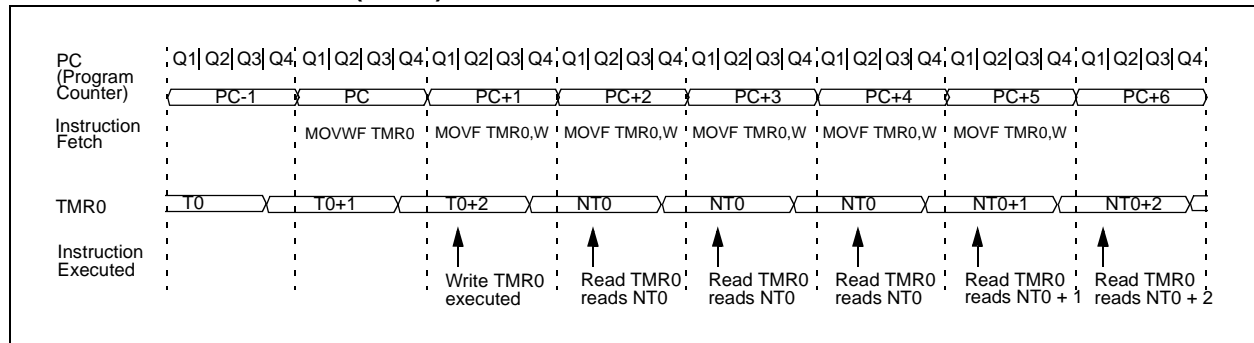 PC
(Program
Counter)
Q1 Q2 Q3 Q4 Q1 Q2 Q3 Q4 Q1 Q2 Q3 Q4 Q1 Q2 Q3 Q4 Q1 Q2 Q3 Q4 Q1 Q2 Q3 Q4 Q1 Q2 Q3 Q4 Q1 Q2 Q3 Q4
PC-1 PC PC+1 PC+2 PC+3 PC+4 PC+5 PC+6
Instruction
Fetch
MOVWF TMR0 MOVF TMR0,W MOVF TMR0,W MOVF TMR0,W MOVF TMR0,W MOVF TMR0,W
TMR0
T0 T0+1 T0+2 NT0 NT0 NT0 NT0+1 NT0+2
Instruction
Executed
Write TMR0
executed
Read TMR0
reads NT0
Read TMR0
reads NT0
Read TMR0
reads NT0
Read TMR0
reads NT0 + 1
Read TMR0
reads NT0 + 2